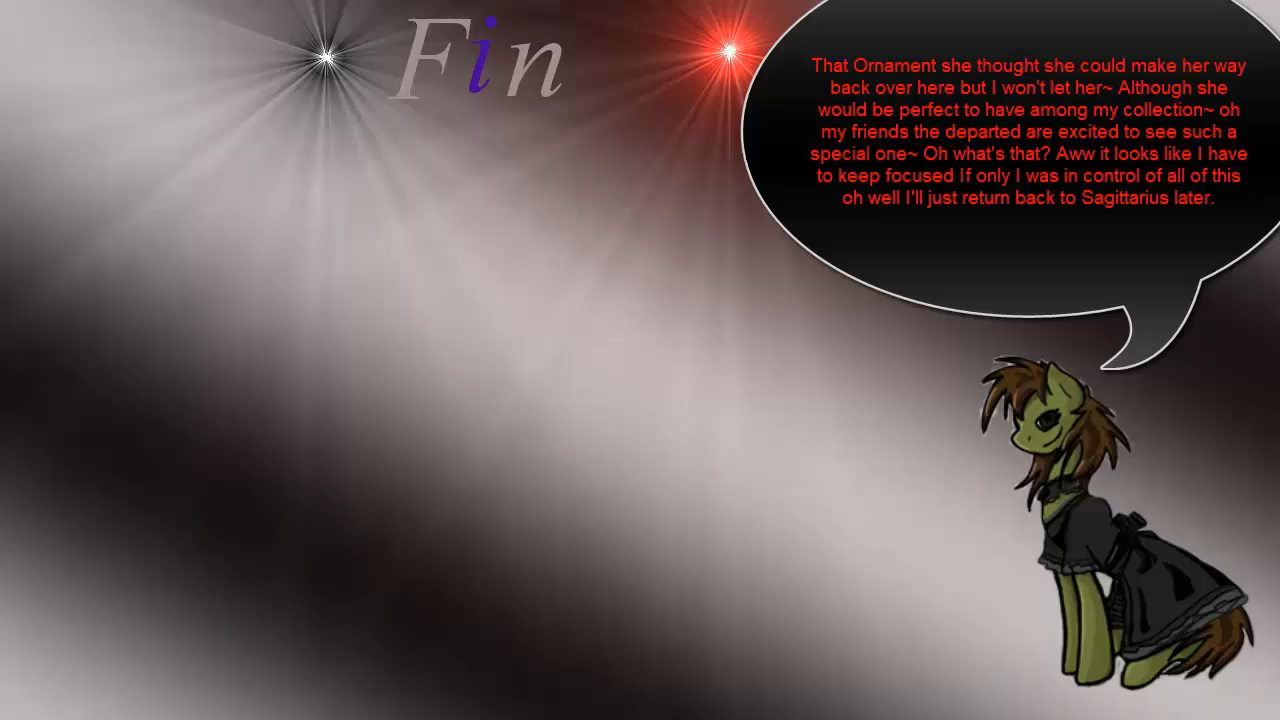 Fin
That Ornament she thought she could make her way
back over here but I won't let her~ Although she
would be perfect to have among my collection~ oh
my friends the departed are excited to see such a
special one~ Oh what's that? Aww it looks like I have
to keep focused If only I was in control of all of this
oh well I'll just return back to Sagittarius later.